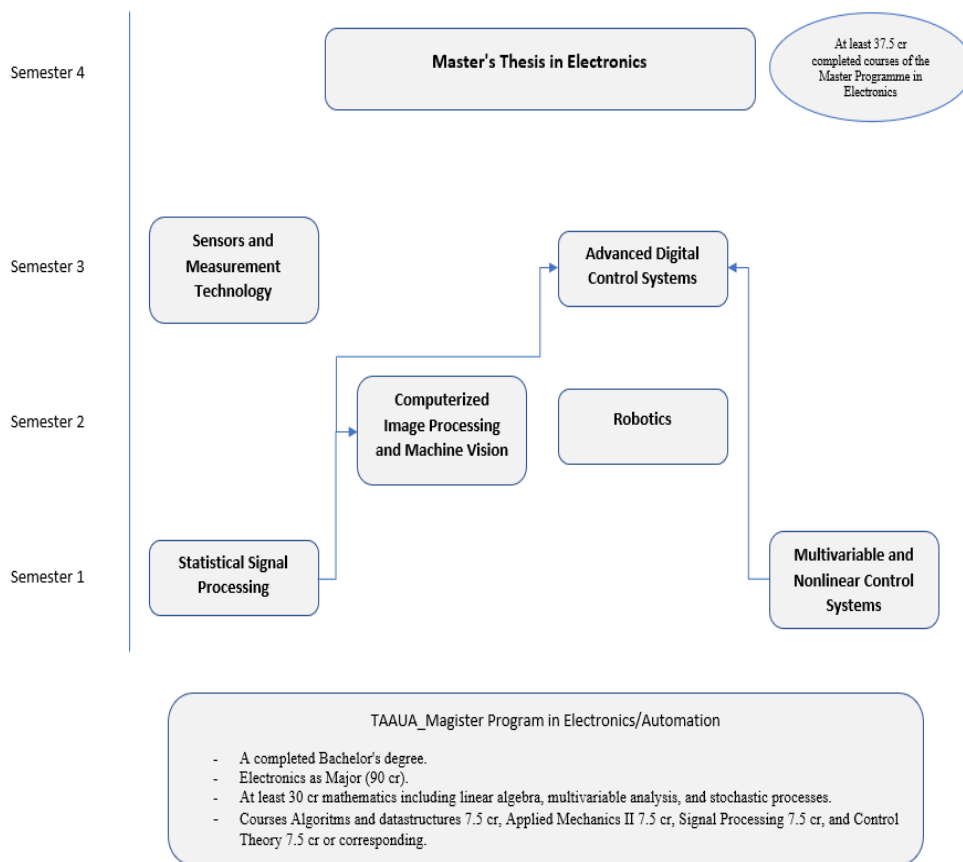 Semester 4
Master's Thesis in Electronics
At least 37.5 cr
completed courses of the
Master Programme in
Electronics
Semester 3
Sensors and
Measurement
Technology
Advanced Digital
Control Systems
Semester 2
Computerized
Image Processing
and Machine Vision
Robotics
Semester 1
Statistical Signal
Processing
Multivariable and
Nonlinear Control
Systems
TAAUA_Magister Program in Electronics/Automation
- A completed Bachelor's degree.
- Electronics as Major (90 cr).
- At least 30 cr mathematics including linear algebra, multivariable analysis, and stochastic processes.
- Courses Algoritms and datastructures 7.5 cr, Applied Mechanics II 7.5 cr, Signal Processing 7.5 cr, and Control
Theory 7.5 cr or corresponding.